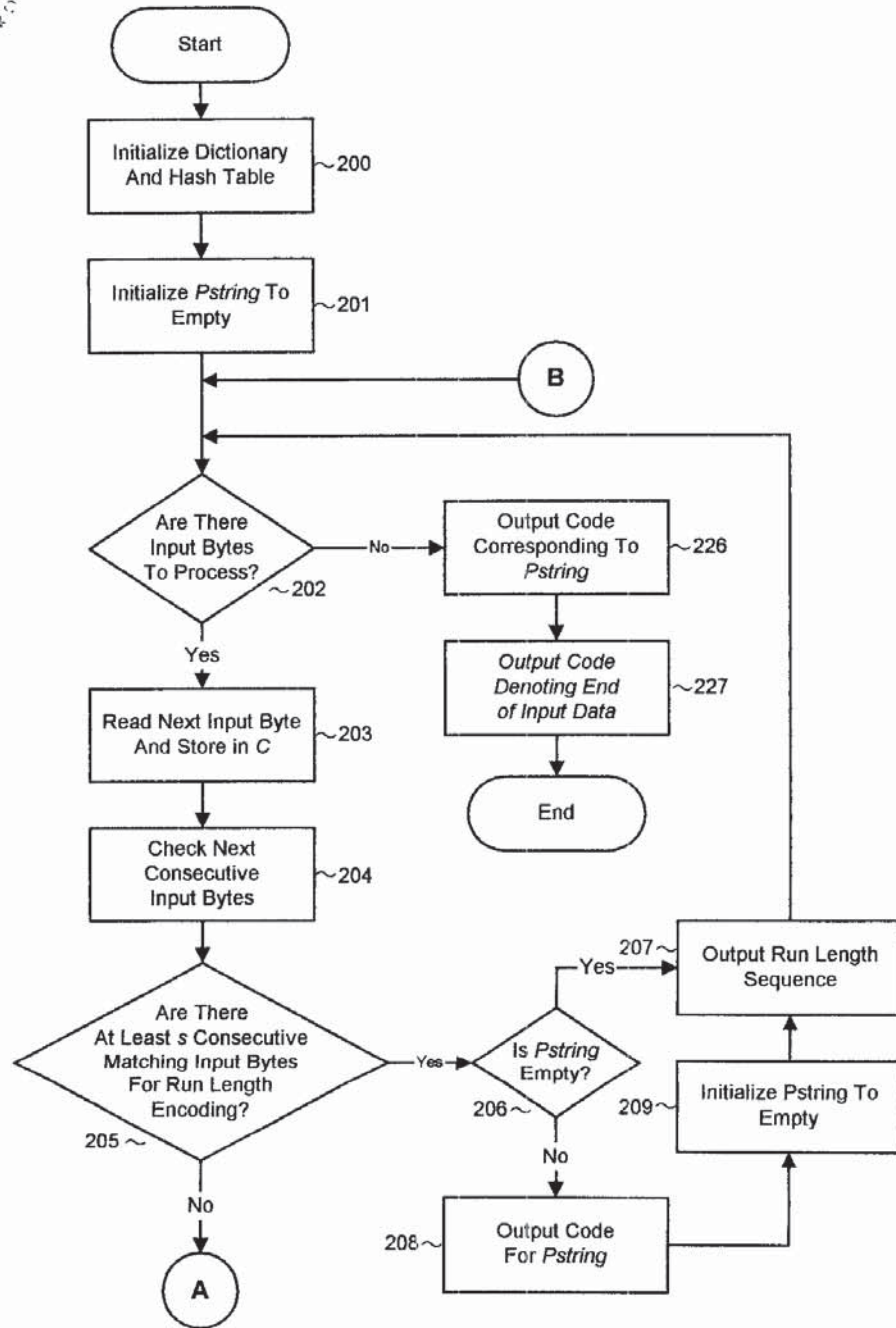 Start
Initialize Dictionary
And Hash Table
~200
Initialize Pstring To
Empty
~201
B
Are There
Input Bytes
To Process?
~202
No
Output Code
Corresponding To
Pstring
~226
Yes
Output Code
Denoting End
of Input Data
~227
Read Next Input Byte
And Store in C
~203
End
Check Next
Consecutive
Input Bytes
~204
207~
Output Run Length
Sequence
Yes
Are There
At Least s Consecutive
Matching Input Bytes
For Run Length
Encoding?
205~
Yes
Is Pstring
Empty?
206~
209~
Initialize Pstring To
Empty
No
No
208~
Output Code
For Pstring
A